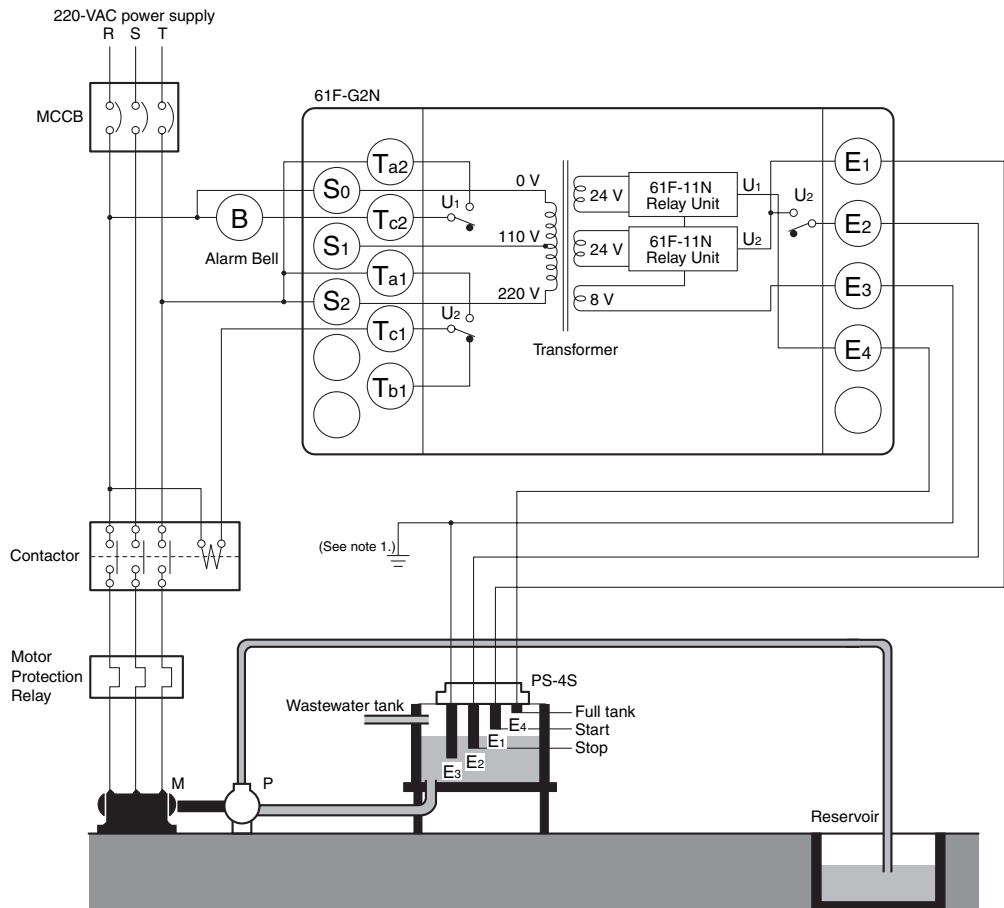 220-VAC power supply
R S T
MCCB
61F-G2N
Ta2
S0
B
Tc2
Alarm Bell
S1
Ta1
S2
Tc1
Tb1
U1
U2
0 V
110 V
220 V
24 V
24 V
8 V
Transformer
61F-11N
Relay Unit
U1
61F-11N
Relay Unit
U2
U2
E1
E2
E3
E4
(See note 1.)
Contactor
Motor
Protection
Relay
PS-4S
Wastewater tank
Full tank
Start
Stop
E4
E1
E2
E3
M
P
Reservoir